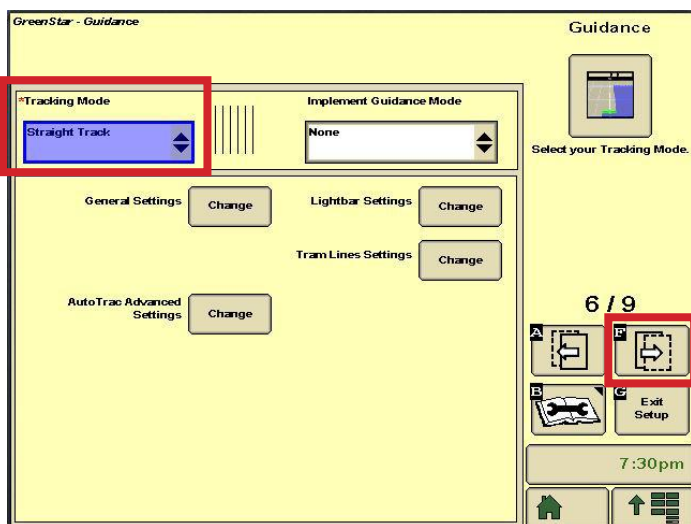 GreenStar - Guidance
Guidance
*Tracking Mode
Implement Guidance Mode
Straight Track
None
Select your Tracking Mode.
General Settings
Change
Lightbar Settings
Change
Tram Lines Settings
Change
AutoTrac Advanced
Settings
Change
6 / 9
A
F
B
G
Exit
Setup
7:30pm